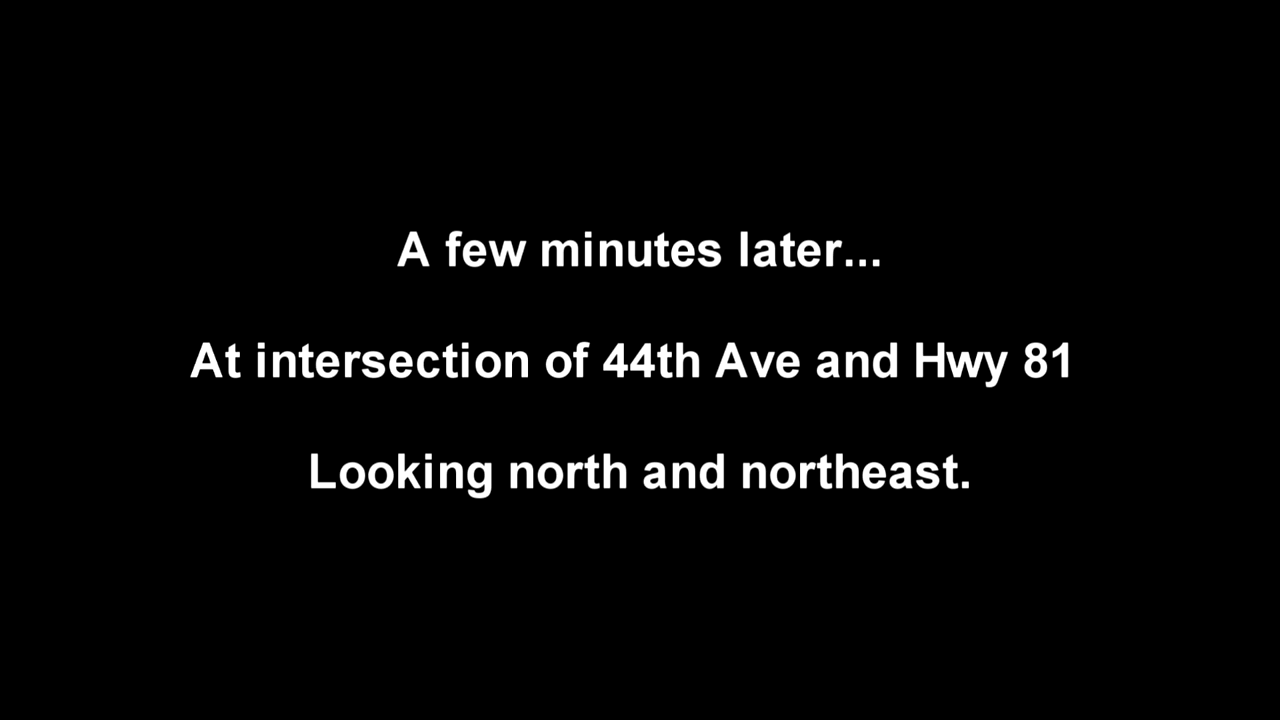 A few minutes later...
At intersection of 44th Ave and Hwy 81
Looking north and northeast.